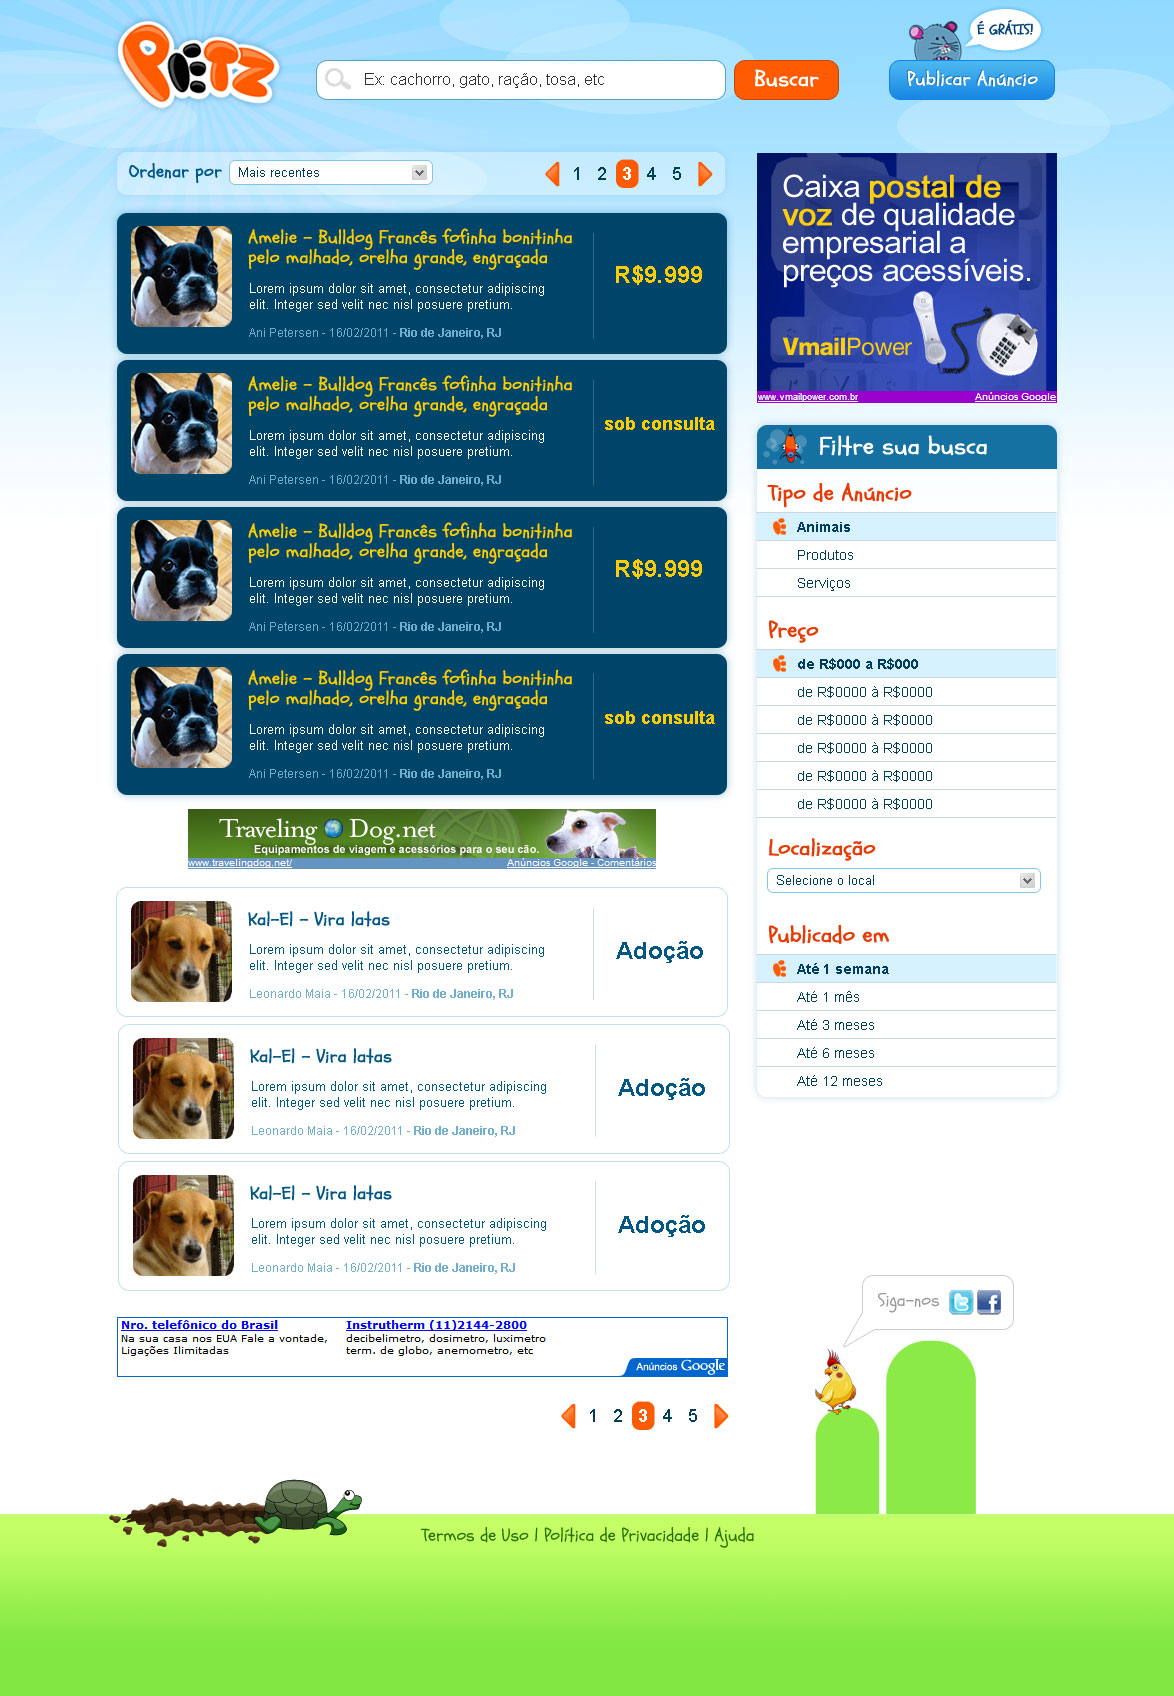 PETZ
Ex: cachorro, gato, ração, tosa, etc
Buscar
É GRÁTIS!
Publicar Anúncio
Ordenar por
Mais recentes
1 2 3 4 5
Amelie - Bulldog Francês fofinha bonitinha
pelo malhado, orelha grande, engraçada
Lorem ipsum dolor sit amet, consectetur adipiscing
elit. Integer sed velit nec nisl posuere pretium.
Ani Petersen - 16/02/2011 - Rio de Janeiro, RJ
R$9.999
Amelie - Bulldog Francês fofinha bonitinha
pelo malhado, orelha grande, engraçada
Lorem ipsum dolor sit amet, consectetur adipiscing
elit. Integer sed velit nec nisl posuere pretium.
Ani Petersen - 16/02/2011 - Rio de Janeiro, RJ
sob consulta
Amelie - Bulldog Francês fofinha bonitinha
pelo malhado, orelha grande, engraçada
Lorem ipsum dolor sit amet, consectetur adipiscing
elit. Integer sed velit nec nisl posuere pretium.
Ani Petersen - 16/02/2011 - Rio de Janeiro, RJ
R$9.999
Amelie - Bulldog Francês fofinha bonitinha
pelo malhado, orelha grande, engraçada
Lorem ipsum dolor sit amet, consectetur adipiscing
elit. Integer sed velit nec nisl posuere pretium.
Ani Petersen - 16/02/2011 - Rio de Janeiro, RJ
sob consulta
Traveling Dog.net
Equipamentos de viagem e acessórios para o seu cão.
www.travelingdog.net/
Anúncios Google - Comentários
Kal-El - Vira latas
Lorem ipsum dolor sit amet, consectetur adipiscing
elit. Integer sed velit nec nisl posuere pretium.
Leonardo Maia - 16/02/2011 - Rio de Janeiro, RJ
Adoção
Kal-El - Vira latas
Lorem ipsum dolor sit amet, consectetur adipiscing
elit. Integer sed velit nec nisl posuere pretium.
Leonardo Maia - 16/02/2011 - Rio de Janeiro, RJ
Adoção
Kal-El - Vira latas
Lorem ipsum dolor sit amet, consectetur adipiscing
elit. Integer sed velit nec nisl posuere pretium.
Leonardo Maia - 16/02/2011 - Rio de Janeiro, RJ
Adoção
Nro. telefônico do Brasil
Na sua casa nos EUA Fale a vontade,
Ligações Ilimitadas
Instrutherm (11)2144-2800
decibelimetro, dosimetro, luximetro
term. de globo, anemometro, etc
Anúncios Google
1 2 3 4 5
Caixa postal de
voz de qualidade
empresarial a
preços acessíveis.
VmailPower
www.vmailpower.com.br
Anúncios Google
Filtre sua busca
Tipo de Anúncio
Animais
Produtos
Serviços
Preço
de R$000 a R$000
de R$0000 à R$0000
de R$0000 à R$0000
de R$0000 à R$0000
de R$0000 à R$0000
de R$0000 à R$0000
Localização
Selecione o local
Publicado em
Até 1 semana
Até 1 mês
Até 3 meses
Até 6 meses
Até 12 meses
Siga-nos
Termos de Uso | Política de Privacidade | Ajuda